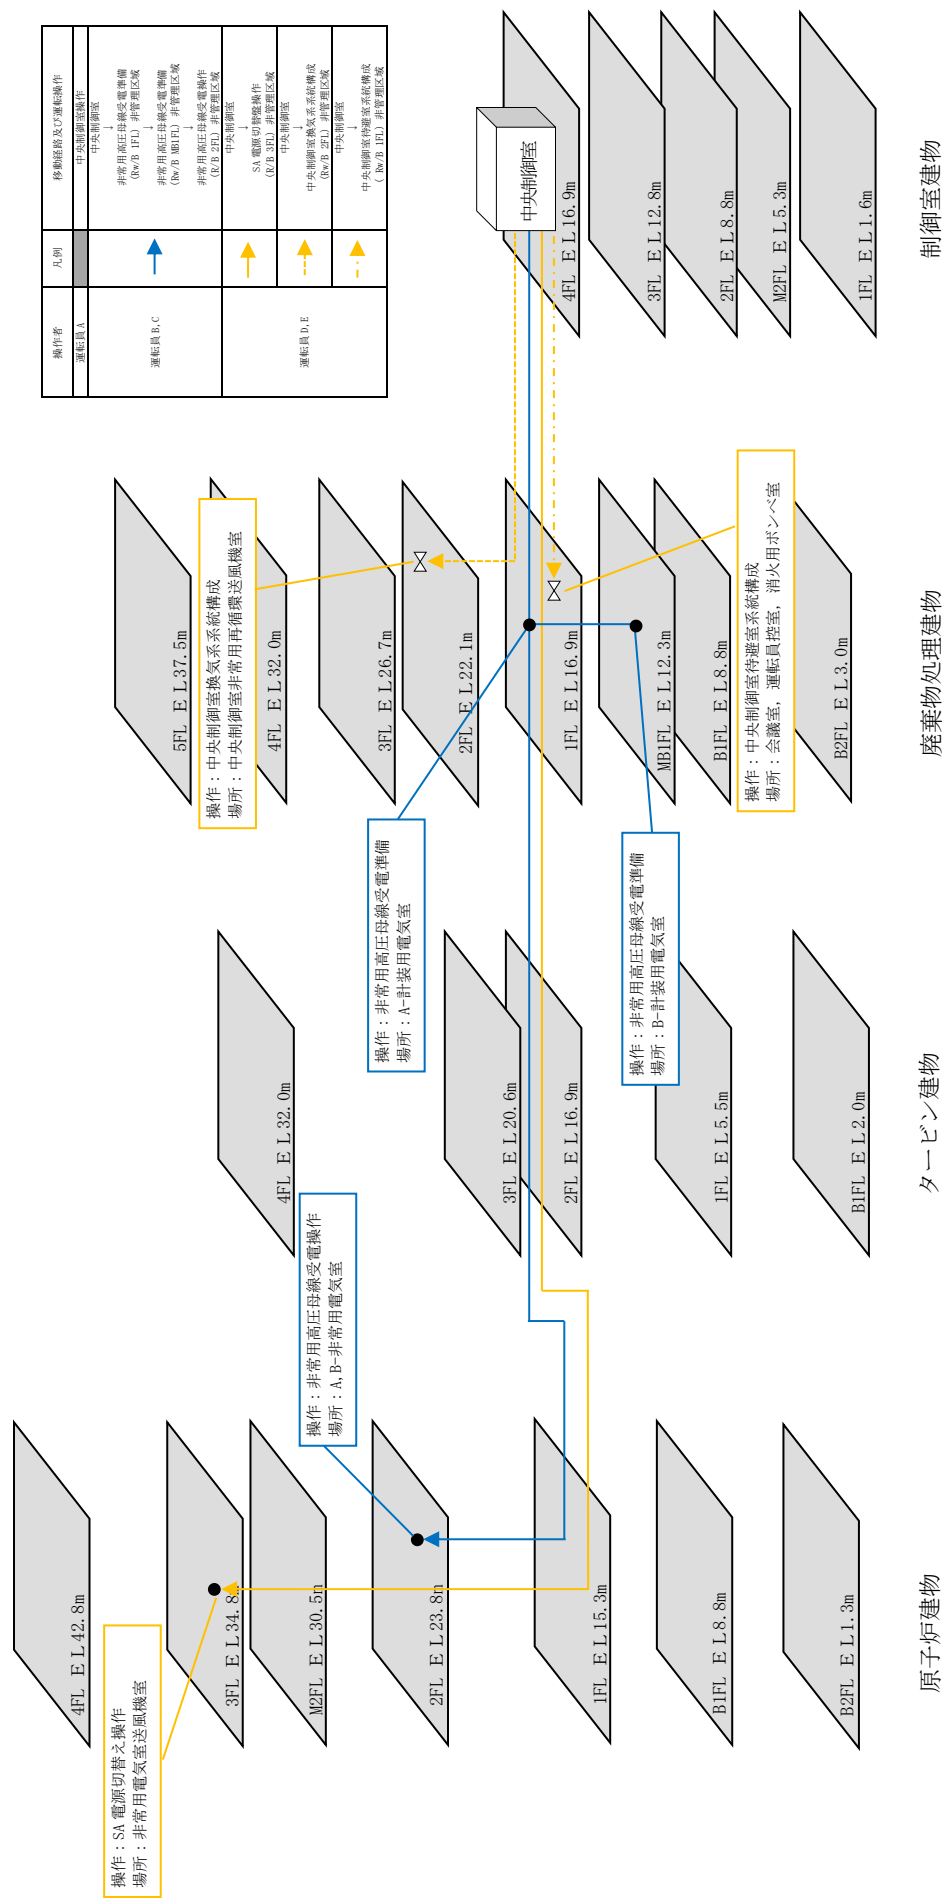 操作者 凡例 移動経路及び運転操作
運転員A 中央制御室操作
運転員B,C
中央制御室
↓
非常用高圧母線受電準備
(Rw/B 1FL) 非管理区域
↓
非常用高圧母線受電準備
(Rw/B MB1FL) 非管理区域
↓
非常用高圧母線受電操作
(R/B 2FL) 非管理区域
運転員D,E
中央制御室
↓
SA電源切替盤操作
(R/B 3FL) 非管理区域
中央制御室
↓
中央制御室換気系系統構成
(Rw/B 2FL) 非管理区域
中央制御室
↓
中央制御室待避室系統構成
( Rw/B 1FL) 非管理区域
操作：SA電源切替え操作
場所：非常用電気室送風機室
4FL ＥＬ42.8m
3FL ＥＬ34.8m
M2FL ＥＬ30.5m
2FL ＥＬ23.8m
1FL ＥＬ15.3m
B1FL ＥＬ8.8m
B2FL ＥＬ1.3m
原子炉建物
操作：非常用高圧母線受電操作
場所：A,B-非常用電気室
4FL ＥＬ32.0m
3FL ＥＬ20.6m
2FL ＥＬ16.9m
1FL ＥＬ5.5m
B1FL ＥＬ2.0m
タービン建物
操作：非常用高圧母線受電準備
場所：A-計装用電気室
操作：非常用高圧母線受電準備
場所：B-計装用電気室
操作：中央制御室換気系系統構成
場所：中央制御室非常用再循環送風機室
5FL ＥＬ37.5m
4FL ＥＬ32.0m
3FL ＥＬ26.7m
2FL ＥＬ22.1m
1FL ＥＬ16.9m
MB1FL ＥＬ12.3m
B1FL ＥＬ8.8m
B2FL ＥＬ3.0m
操作：中央制御室待避室系統構成
場所：会議室，運転員控室，消火用ボンベ室
廃棄物処理建物
中央制御室
4FL ＥＬ16.9m
3FL ＥＬ12.8m
2FL ＥＬ8.8m
M2FL ＥＬ5.3m
1FL ＥＬ1.6m
制御室建物